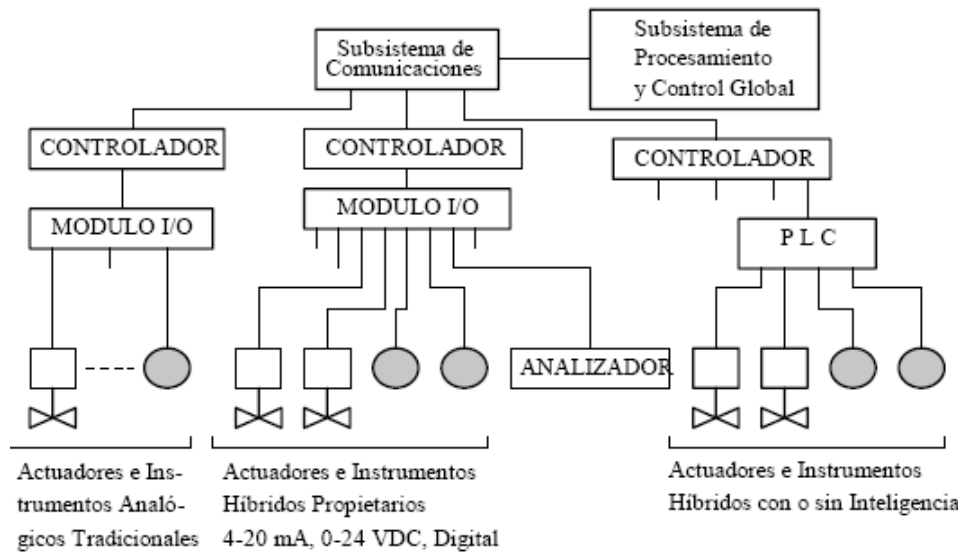 Subsistema de
Comunicaciones
Subsistema de
Procesamiento
y Control Global
CONTROLADOR
CONTROLADOR
CONTROLADOR
MODULO I/O
MODULO I/O
P L C
ANALIZADOR
Actuadores e Ins-
trumentos Analó-
gicos Tradicionales
Actuadores e Instrumentos
Híbridos Propietarios
4-20 mA, 0-24 VDC, Digital
Actuadores e Instrumentos
Híbridos con o sin Inteligencia